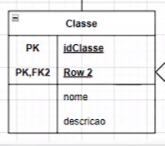 Classe
PK idClasse
PK,FK2 Row 2
nome
descricao